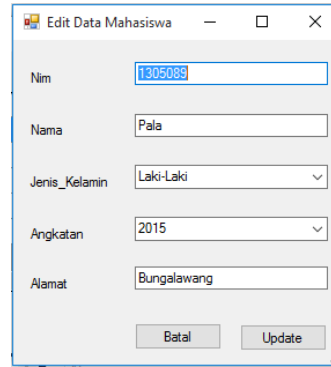 Edit Data Mahasiswa
Nim 1305089
Nama Pala
Jenis_Kelamin Laki-Laki
Angkatan 2015
Alamat Bungalawang
Batal Update